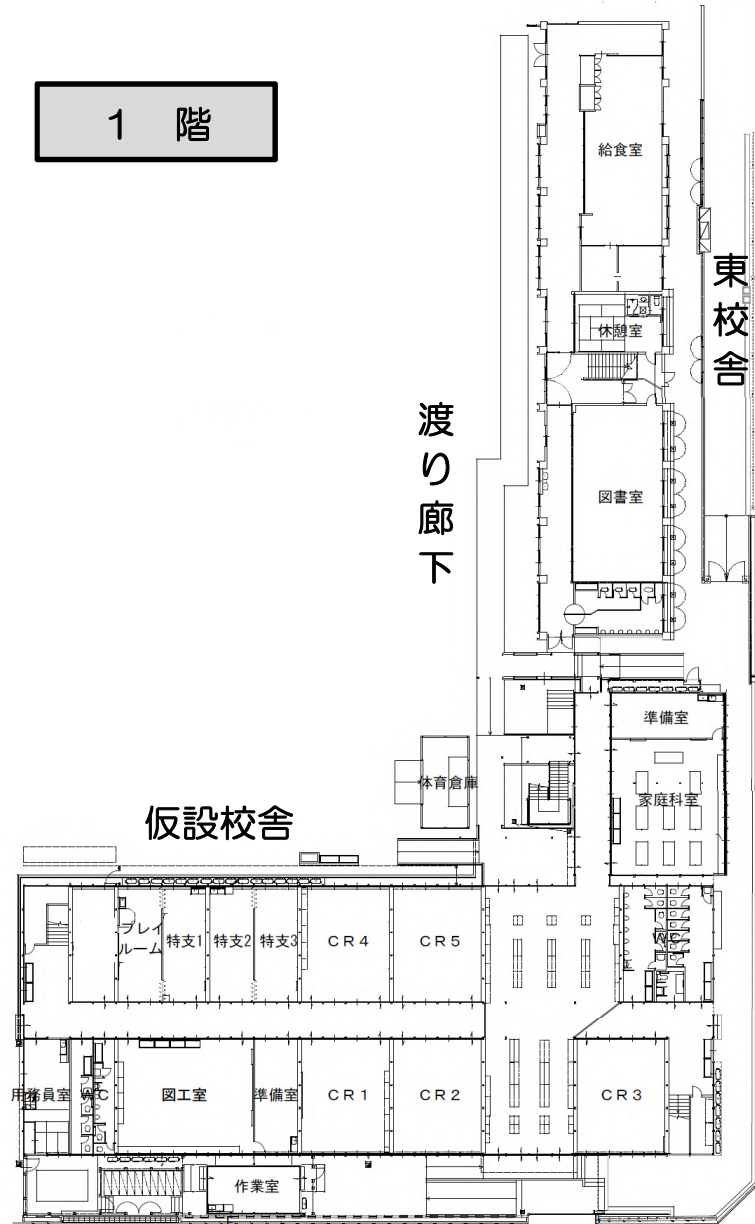 1 階
給食室
東校舎
休憩室
渡り廊下
図書室
準備室
体育倉庫
家庭科室
仮設校舎
プレイ
ルーム
特支1
特支2
特支3
CR4
CR5
WC
用務員室
WC
図工室
準備室
CR1
CR2
CR3
作業室